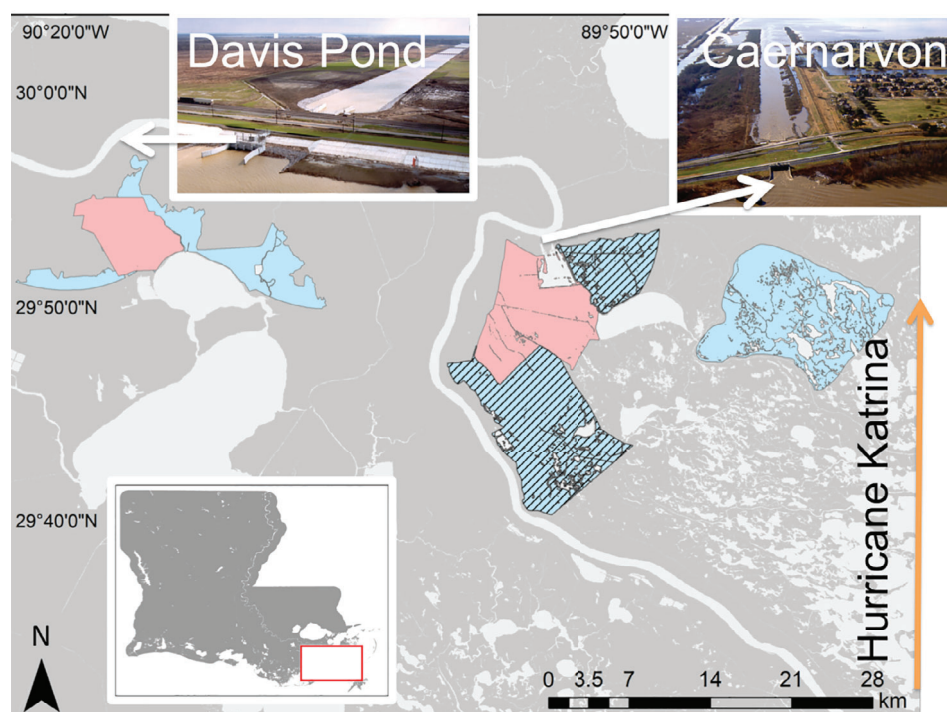 90°20'0"W
89°50'0"W
Davis Pond
Caernarvon
30°0'0"N
29°50'0"N
29°40'0"N
Hurricane Katrina
N
0 3.5 7 14 21 28
km